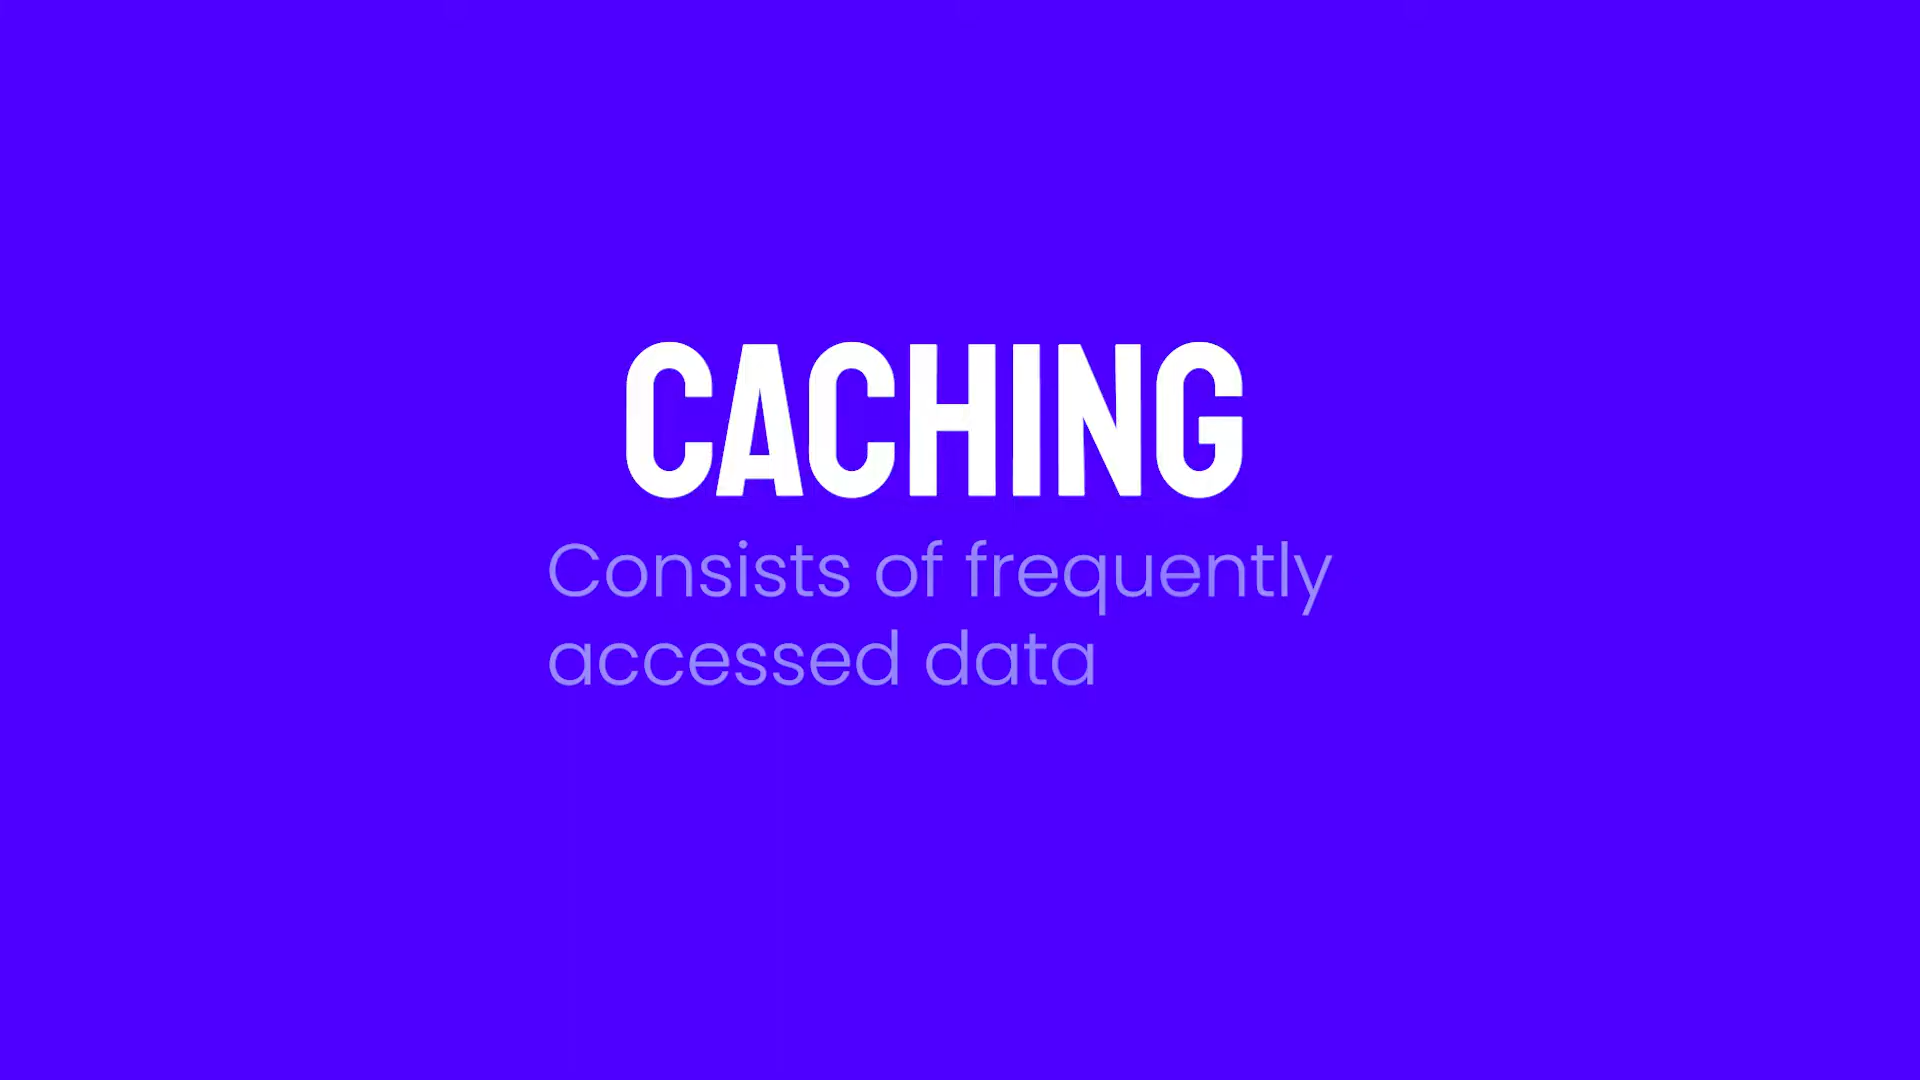 CACHING
Consists of frequently
accessed data